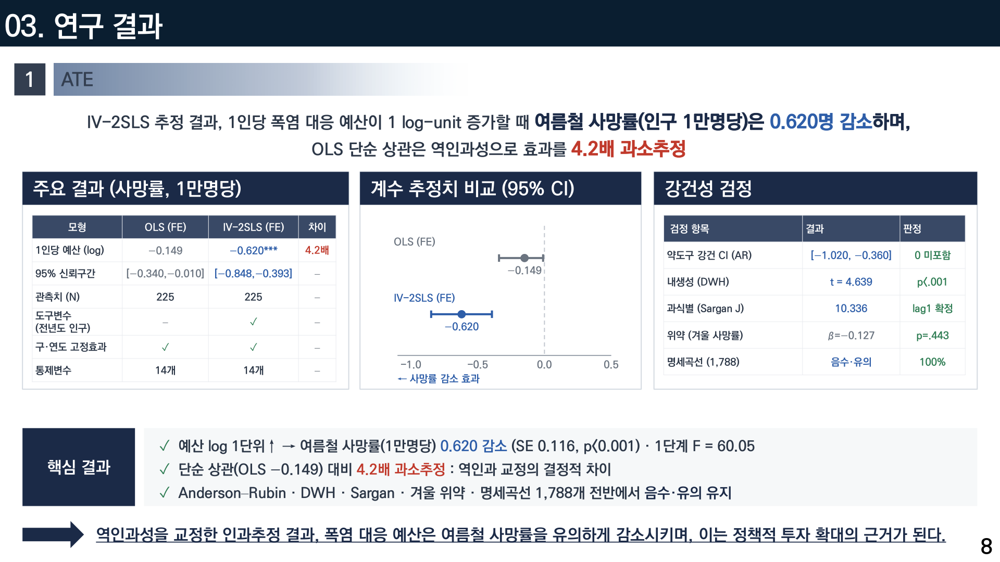 03. 연구 결과
1
ATE
IV-2SLS 추정 결과, 1인당 폭염 대응 예산이 1 log-unit 증가할 때 여름철 사망률(인구 1만명당)은 0.620명 감소하며,
OLS 단순 상관은 역인과성으로 효과를 4.2배 과소추정
주요 결과 (사망률, 1만명당)
모형 OLS (FE) IV-2SLS (FE) 차이
1인당 예산 (log) −0.149 −0.620*** 4.2배
95% 신뢰구간 [−0.340,−0.010] [−0.848,−0.393] –
관측치 (N) 225 225 –
도구변수
(전년도 인구) – ✓ –
구·연도 고정효과 ✓ ✓ –
통제변수 14개 14개 –
계수 추정치 비교 (95% CI)
OLS (FE)
−0.149
IV-2SLS (FE)
−0.620
−1.0 −0.5 0.0 0.5
← 사망률 감소 효과
강건성 검정
검정 항목 결과 판정
약도구 강건 CI (AR) [−1.020, −0.360] 0 미포함
내생성 (DWH) t = 4.639 p<.001
과식별 (Sargan J) 10.336 lag1 확정
위약 (겨울 사망률) β=−0.127 p=.443
명세곡선 (1,788) 음수·유의 100%
핵심 결과
✓ 예산 log 1단위↑ → 여름철 사망률(1만명당) 0.620 감소 (SE 0.116, p<0.001) · 1단계 F = 60.05
✓ 단순 상관(OLS −0.149) 대비 4.2배 과소추정 : 역인과 교정의 결정적 차이
✓ Anderson–Rubin · DWH · Sargan · 겨울 위약 · 명세곡선 1,788개 전반에서 음수·유의 유지
역인과성을 교정한 인과추정 결과, 폭염 대응 예산은 여름철 사망률을 유의하게 감소시키며, 이는 정책적 투자 확대의 근거가 된다.
8